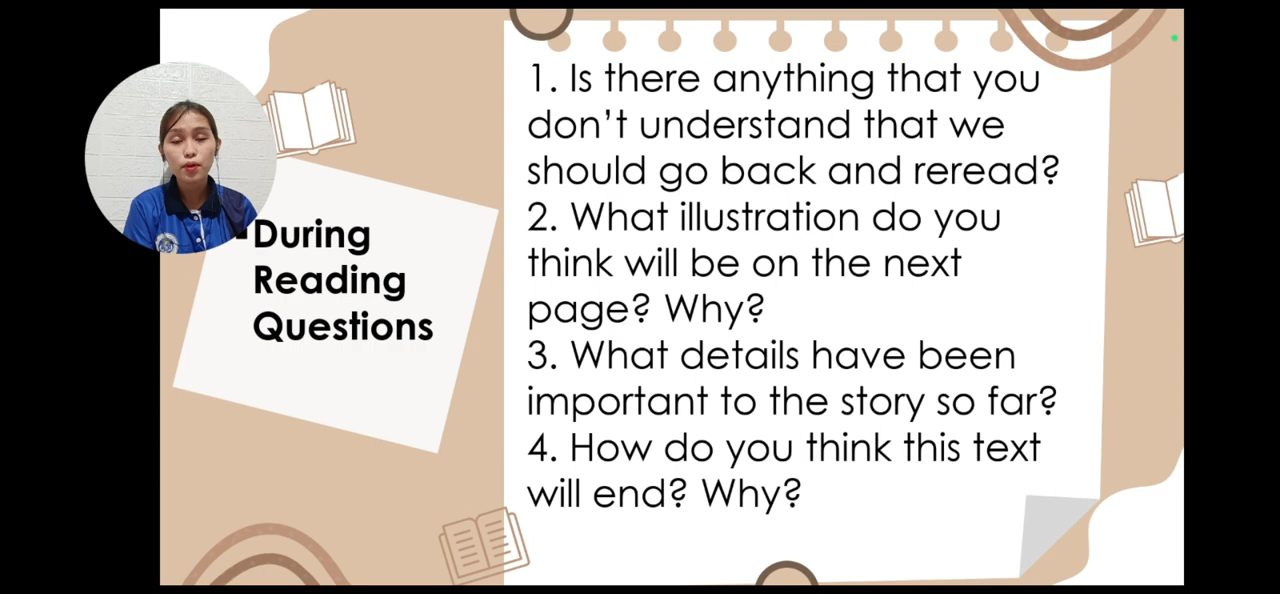 During
Reading
Questions
1. Is there anything that you
don't understand that we
should go back and reread?
2. What illustration do you
think will be on the next
page? Why?
3. What details have been
important to the story so far?
4. How do you think this text
will end? Why?